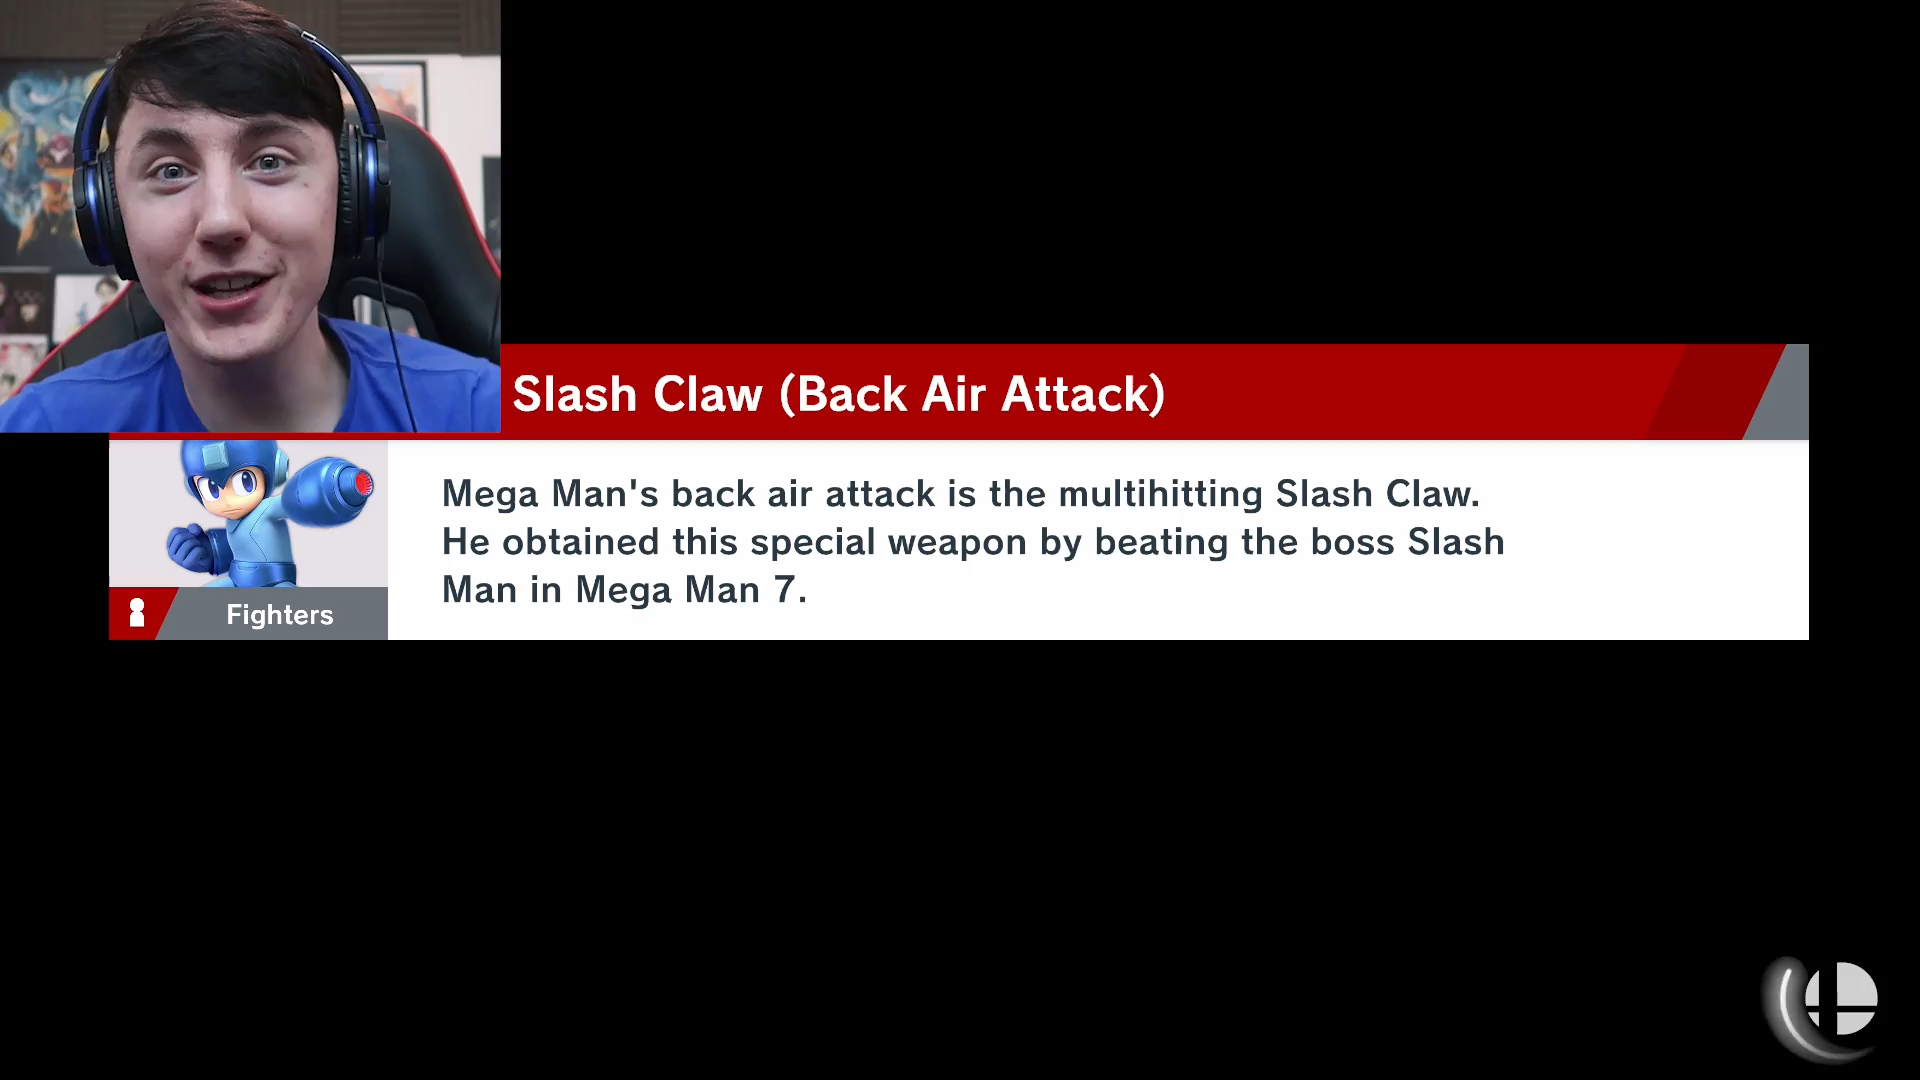 Slash Claw (Back Air Attack)
Mega Man's back air attack is the multihitting Slash Claw.
He obtained this special weapon by beating the boss Slash
Man in Mega Man 7.
Fighters